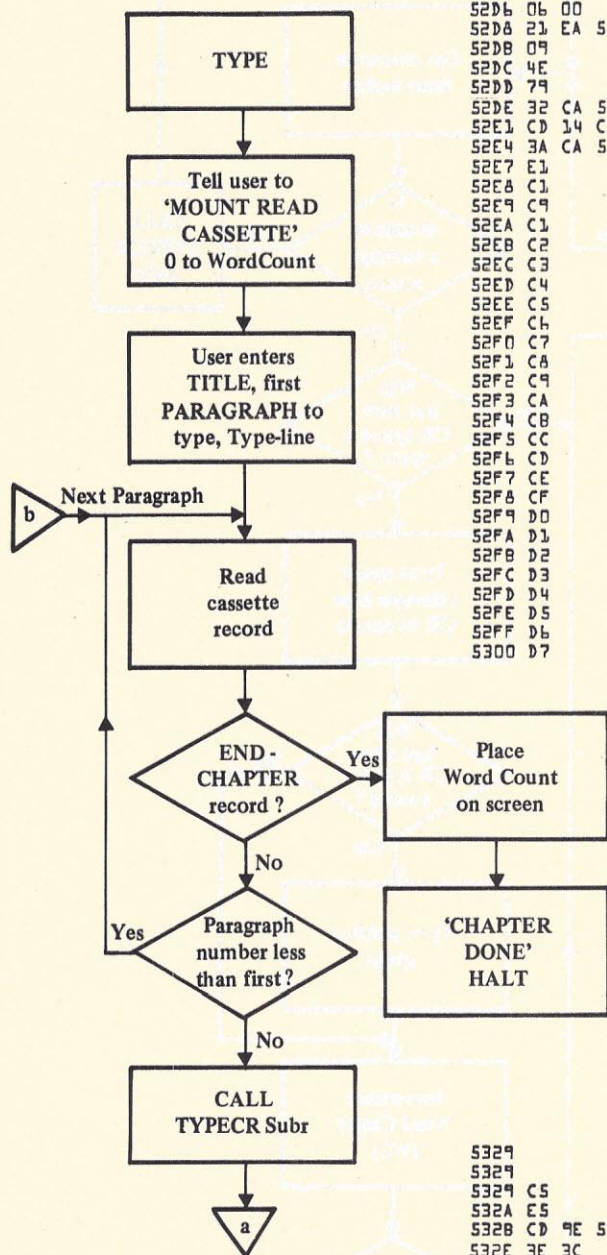 TYPE
Tell user to
'MOUNT READ
CASSETTE'
0 to WordCount
User enters
TITLE, first
PARAGRAPH to
type, Type-line
b
Next Paragraph
Read
cassette
record
END -
CHAPTER
record ?
Yes
Place
Word Count
on screen
No
'CHAPTER
DONE'
HALT
Yes
Paragraph
number less
than first?
No
CALL
TYPECR Subr
a
52D6 06 00
52D8 21 EA 5
52DB 09
52DC 4E
52DD 79
52DE 32 CA 5
52E1 CD 14 C
52E4 3A CA 5
52E7 E1
52E8 C1
52E9 C9
52EA C1
52EB C2
52EC C3
52ED C4
52EE C5
52EF C6
52F0 C7
52F1 C8
52F2 C9
52F3 CA
52F4 CB
52F5 CC
52F6 CD
52F7 CE
52F8 CF
52F9 D0
52FA D1
52FB D2
52FC D3
52FD D4
52FE D5
52FF D6
5300 D7
5329
5329
5329 C5
532A E5
532B CD 9E 5
532E 3E 3C